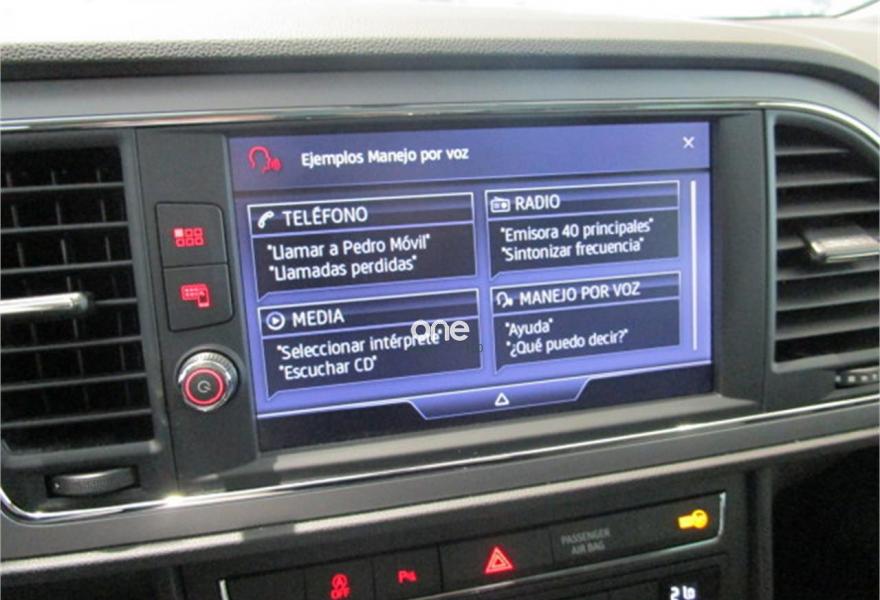 Ejemplos Manejo por voz
TELÉFONO
"Llamar a Pedro Móvil"
"Llamadas perdidas"
RADIO
"Emisora 40 principales"
"Sintonizar frecuencia"
MEDIA
"Seleccionar intérprete"
"Escuchar CD"
MANEJO POR VOZ
"Ayuda"
"¿Qué puedo decir?"
one
PASSENGER
AIR BAG
A
OFF
P